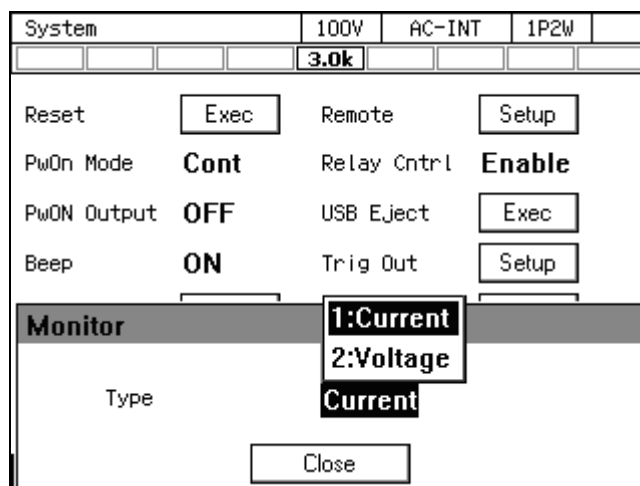 System 100V AC-INT 1P2W
3.0k
Reset Exec Remote Setup
PwOn Mode Cont Relay Cntrl Enable
PwON Output OFF USB Eject Exec
Beep ON Trig Out Setup
Monitor 1:Current
2:Voltage
Type Current
Close